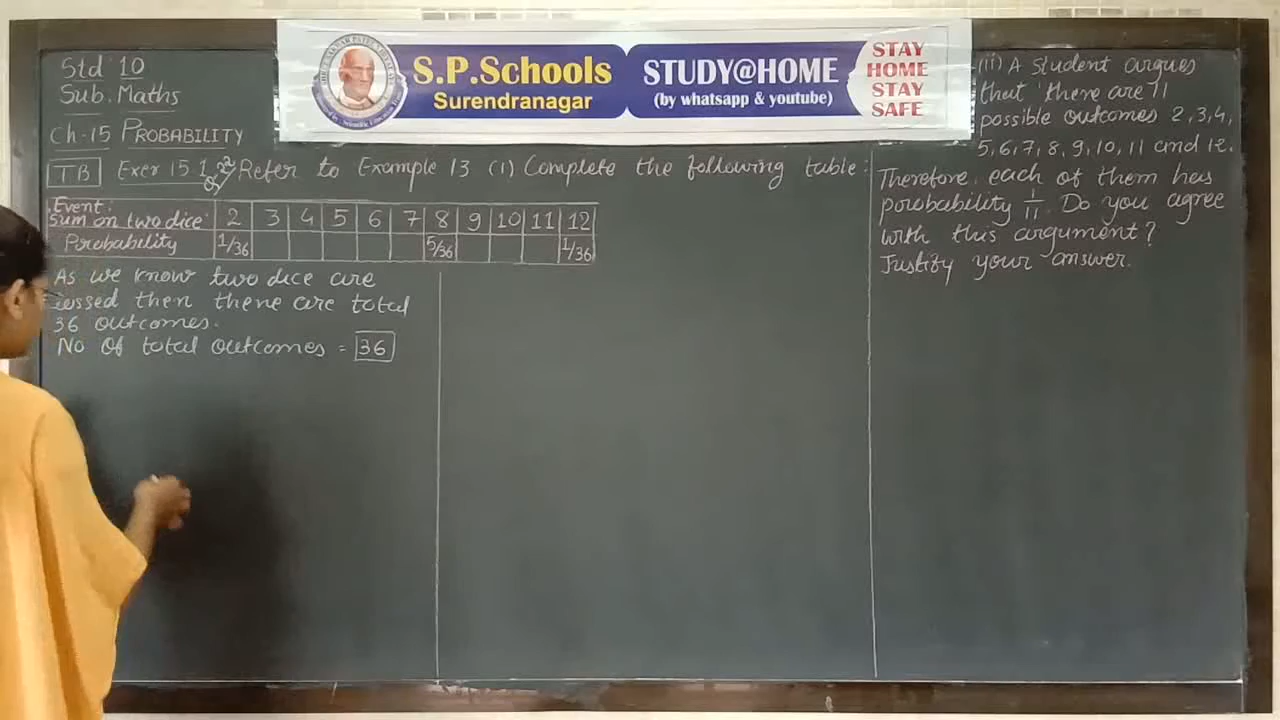 S.P.Schools
Surendranagar
STUDY@HOME
(by whatsapp & youtube)
STAY
HOME
STAY
SAFE
Std 10
Sub. Maths
Ch-15 PROBABILITY
TB Exer 15.1 Refer to Example 13 (1) Complete the following table:
Event:
Sum on two dice 2 3 4 5 6 7 8 9 10 11 12
Probability 1/36 5/36 1/36
As we know two dice are
tossed then there are total
36 outcomes.
No of total outcomes = 36
(ii) A student argues
that there are 11
possible outcomes 2,3,4,
5,6,7,8,9,10,11 and 12.
Therefore, each of them has
probability 1/11. Do you agree
with this argument?
Justify your answer.